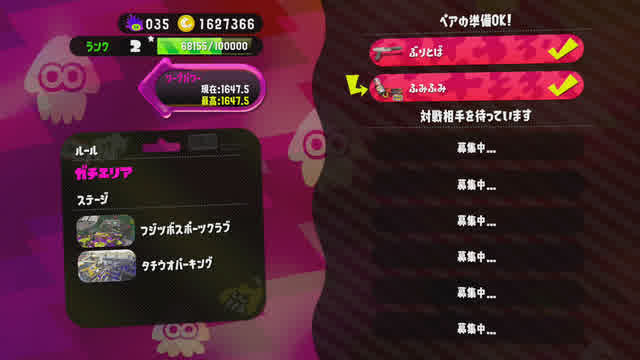 035 1627366
ランク 2 68155/100000
リーグパワー
現在:1647.5
最高:1647.5
ルール
ガチエリア
ステージ
フジツボスポーツクラブ
タチウオパーキング
ペアの準備OK!
ぷりとぱ
ふみふみ
対戦相手を待っています
募集中...
募集中...
募集中...
募集中...
募集中...
募集中...